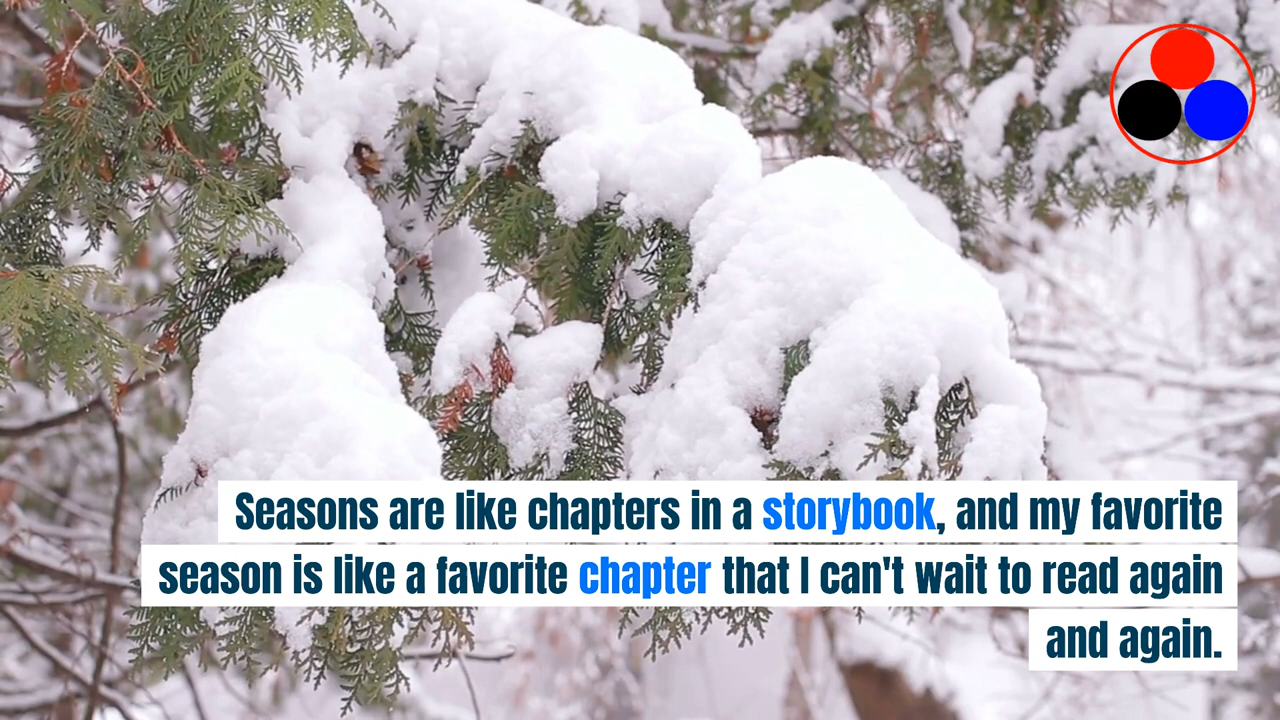 Seasons are like chapters in a storybook, and my favorite
season is like a favorite chapter that I can't wait to read again
and again.